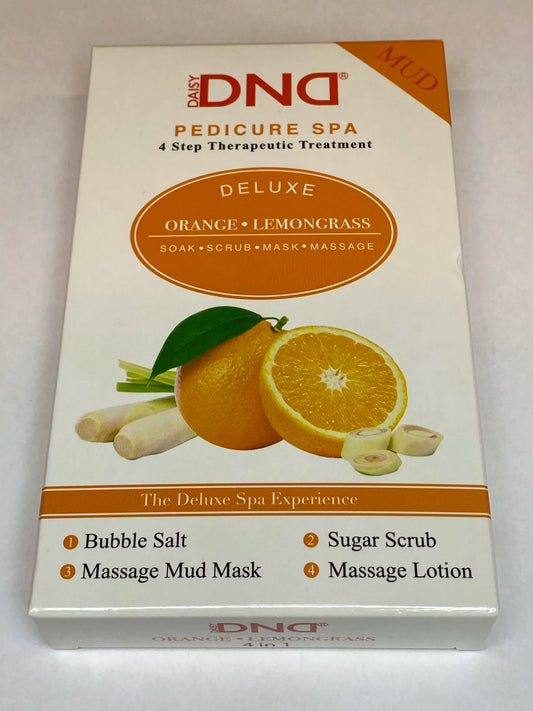 MUD
DAISY DND®
PEDICURE SPA
4 Step Therapeutic Treatment
DELUXE
ORANGE • LEMONGRASS
SOAK • SCRUB • MASK • MASSAGE
The Deluxe Spa Experience
1 Bubble Salt
2 Sugar Scrub
3 Massage Mud Mask
4 Massage Lotion
DAISY DND®
ORANGE • LEMONGRASS
4 in 1